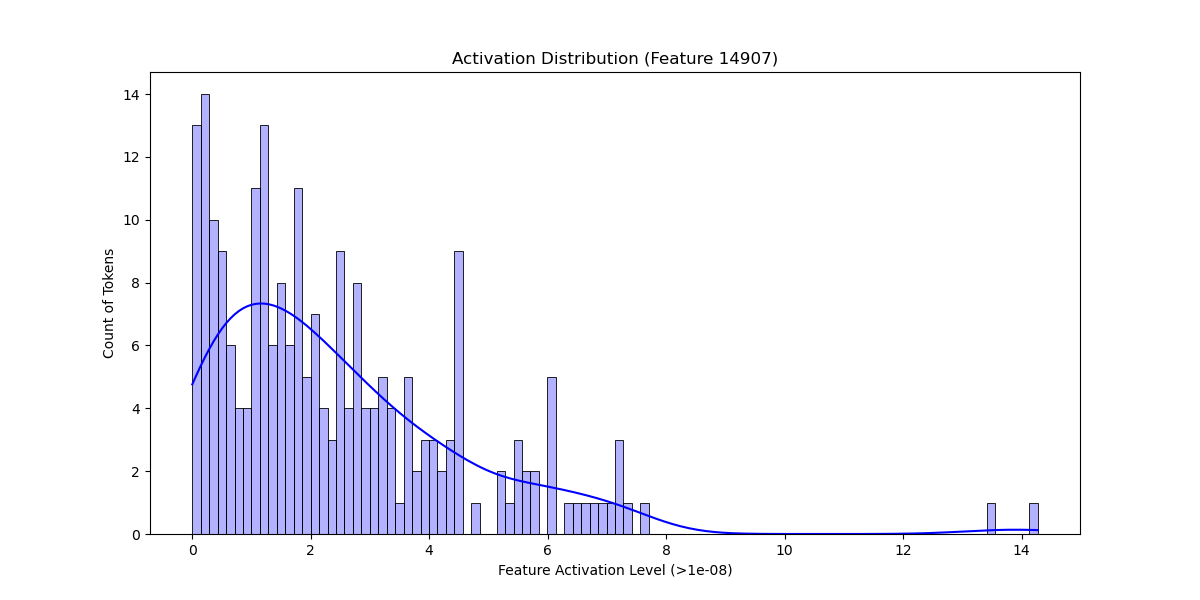 Activation Distribution (Feature 14907)
Count of Tokens
14
12
10
8
6
4
2
0
0 2 4 6 8 10 12 14
Feature Activation Level (>1e-08)